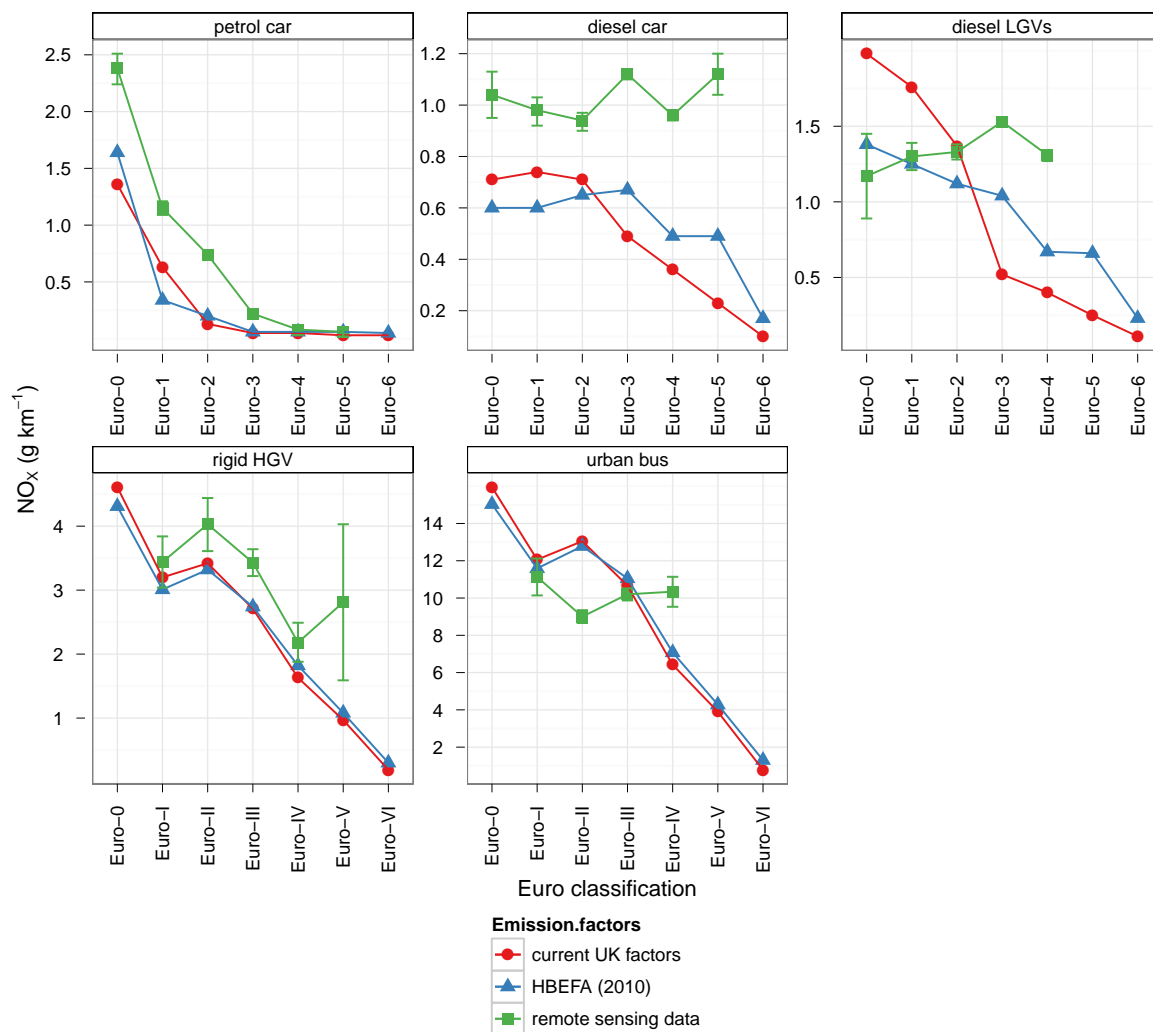 petrol car
diesel car
diesel LGVs
2.5
2.0
1.5
1.0
0.5
1.2
1.0
0.8
0.6
0.4
0.2
1.5
1.0
0.5
Euro−0
Euro−1
Euro−2
Euro−3
Euro−4
Euro−5
Euro−6
Euro−0
Euro−1
Euro−2
Euro−3
Euro−4
Euro−5
Euro−6
Euro−0
Euro−1
Euro−2
Euro−3
Euro−4
Euro−5
Euro−6
NOX (g km−1)
rigid HGV
urban bus
4
3
2
1
14
12
10
8
6
4
2
Euro−0
Euro−I
Euro−II
Euro−III
Euro−IV
Euro−V
Euro−VI
Euro−0
Euro−I
Euro−II
Euro−III
Euro−IV
Euro−V
Euro−VI
Euro classification
Emission.factors
current UK factors
HBEFA (2010)
remote sensing data